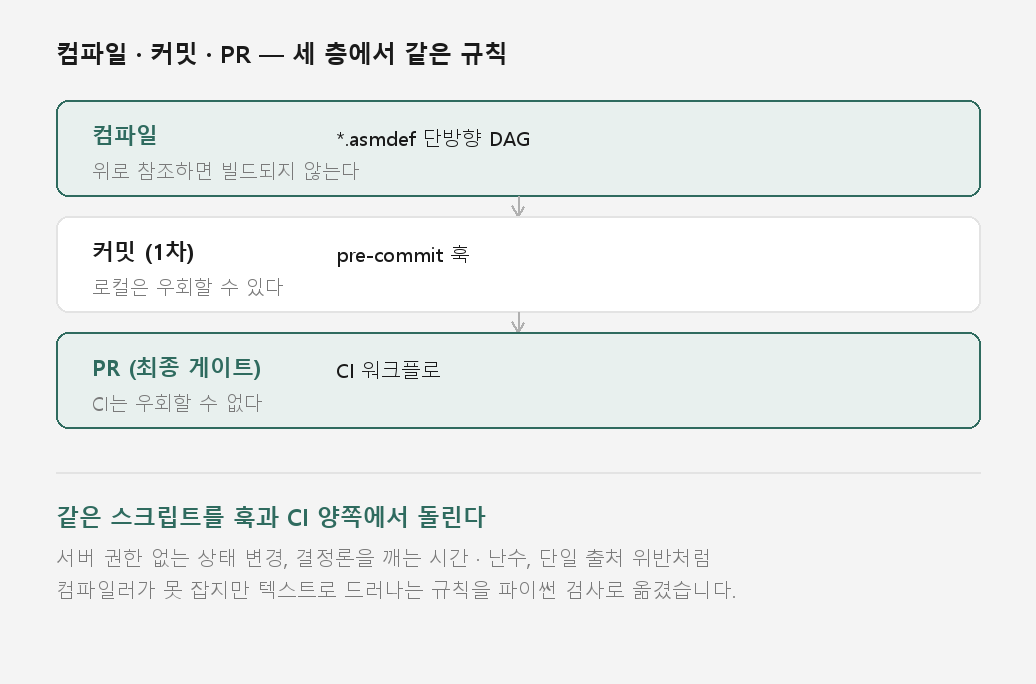 컴파일 · 커밋 · PR — 세 층에서 같은 규칙
컴파일
*.asmdef 단방향 DAG
위로 참조하면 빌드되지 않는다
커밋 (1차)
pre-commit 훅
로컬은 우회할 수 있다
PR (최종 게이트)
CI 워크플로
CI는 우회할 수 없다
같은 스크립트를 훅과 CI 양쪽에서 돌린다
서버 권한 없는 상태 변경, 결정론을 깨는 시간 · 난수, 단일 출처 위반처럼
컴파일러가 못 잡지만 텍스트로 드러나는 규칙을 파이썬 검사로 옮겼습니다.